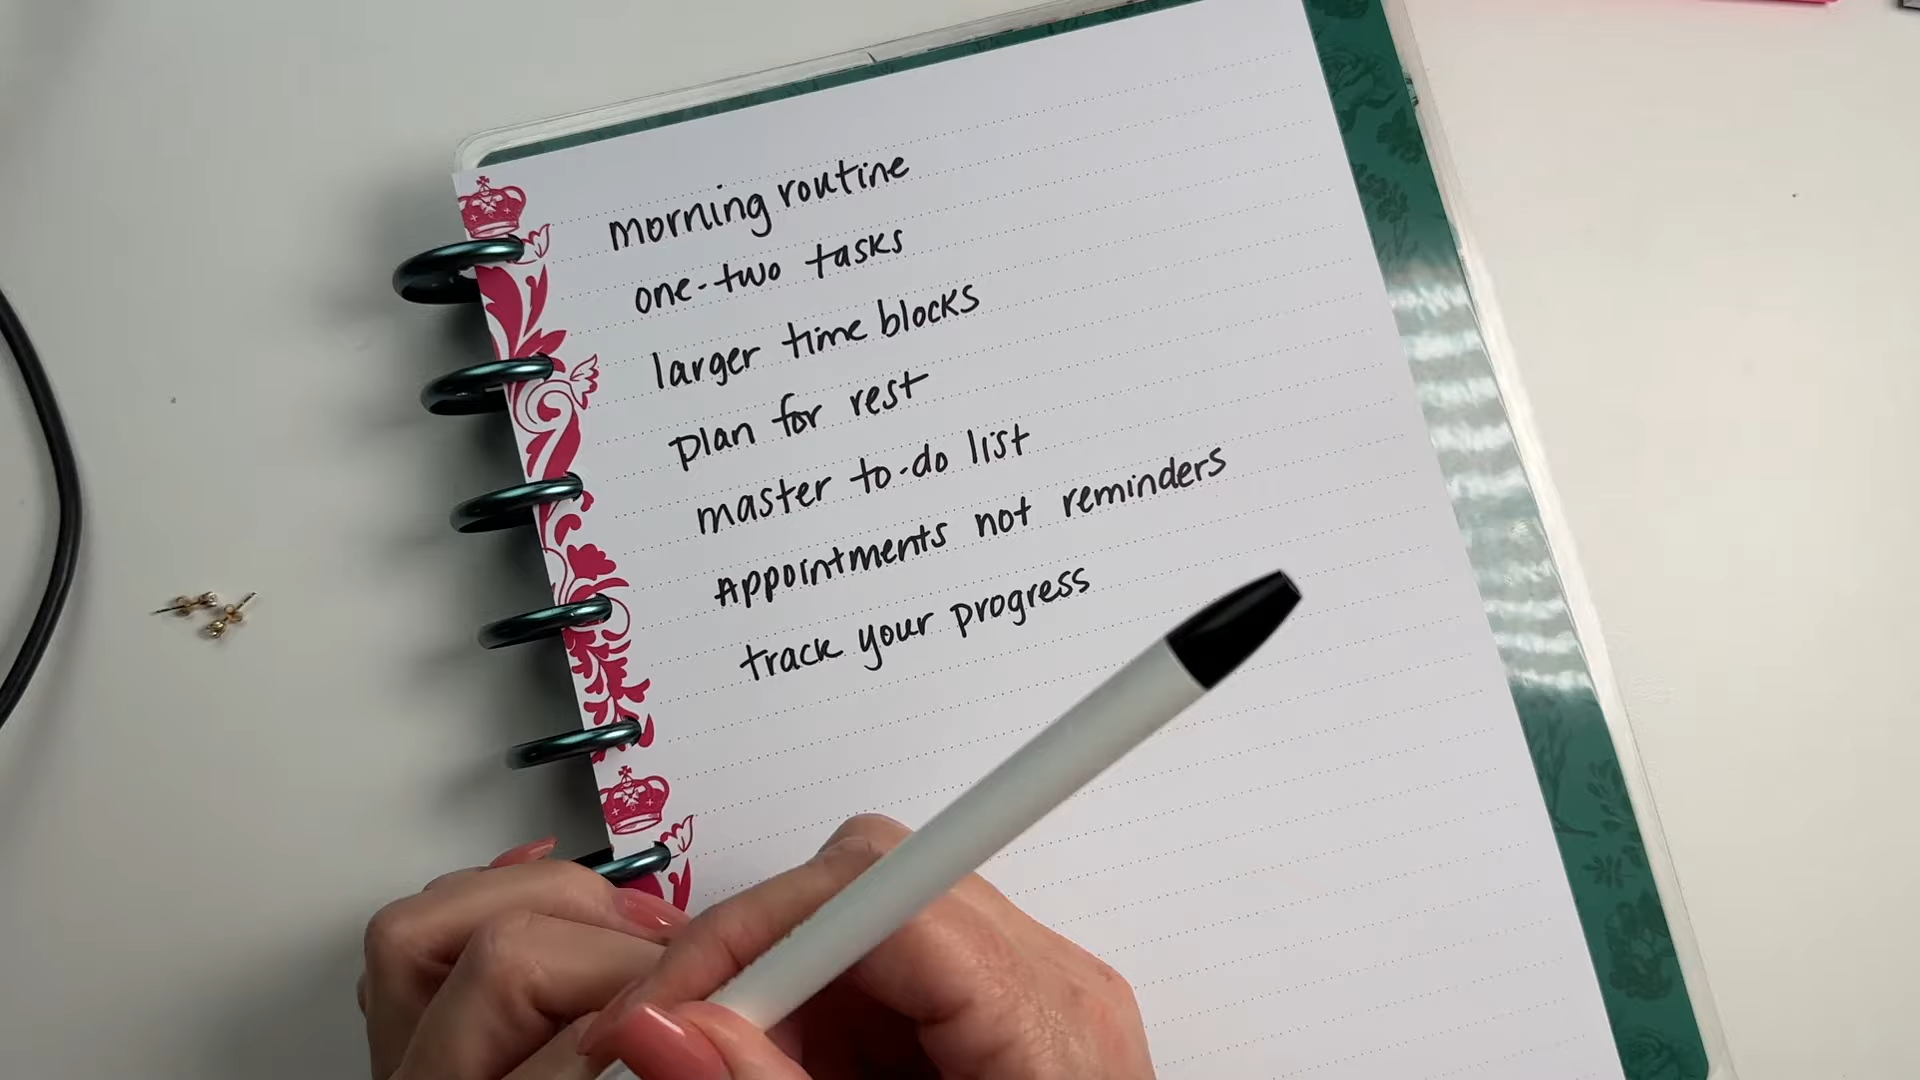 morning routine
one-two tasks
larger time blocks
plan for rest
master to-do list
Appointments not reminders
track your progress